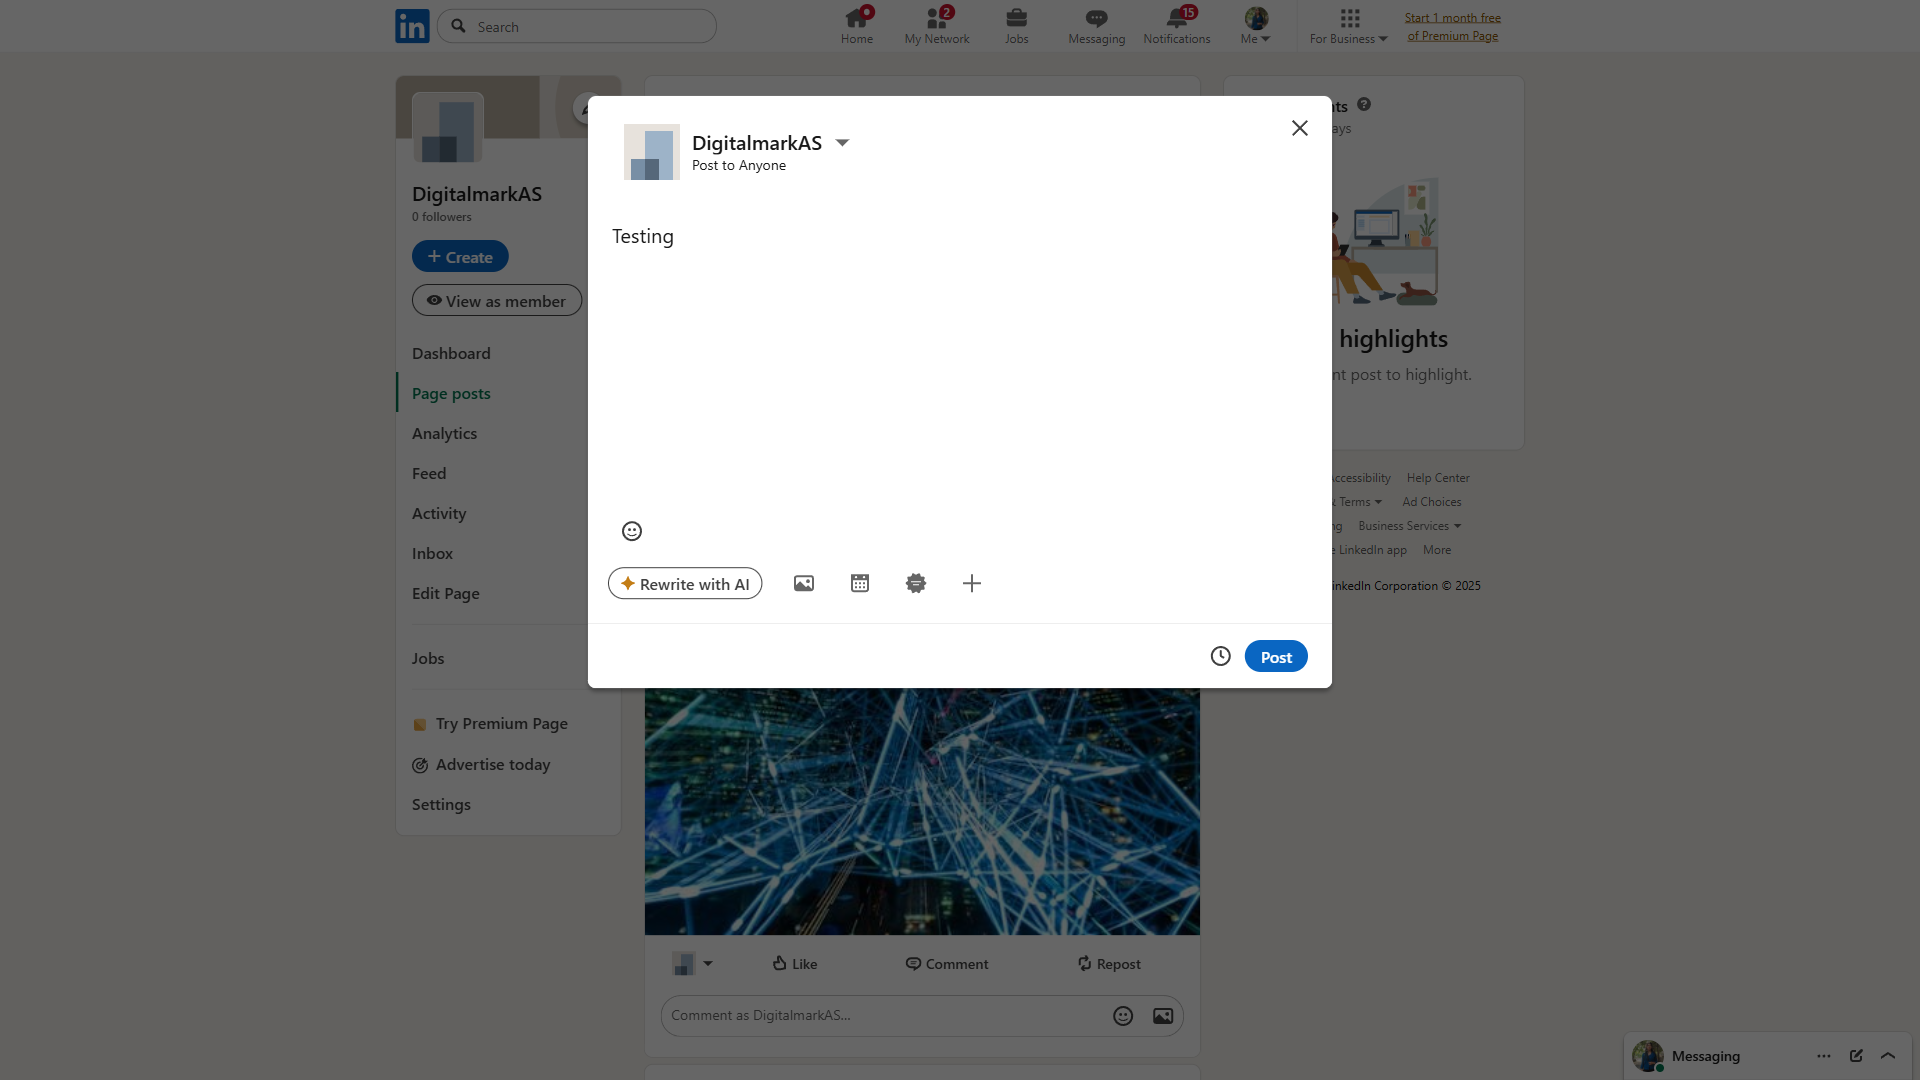 in
Search
Home
2
My Network
Jobs
Messaging
15
Notifications
Me
For Business
Start 1 month free
of Premium Page
DigitalmarkAS
0 followers
+ Create
View as member
Dashboard
Page posts
Analytics
Feed
Activity
Inbox
Edit Page
Jobs
Try Premium Page
Advertise today
Settings
DigitalmarkAS
Post to Anyone
Testing
Rewrite with AI
Post
Like
Comment
Repost
Comment as DigitalmarkAS...
highlights
nt post to highlight.
Accessibility
Help Center
& Terms
Ad Choices
Business Services
LinkedIn app
More
LinkedIn Corporation © 2025
Messaging